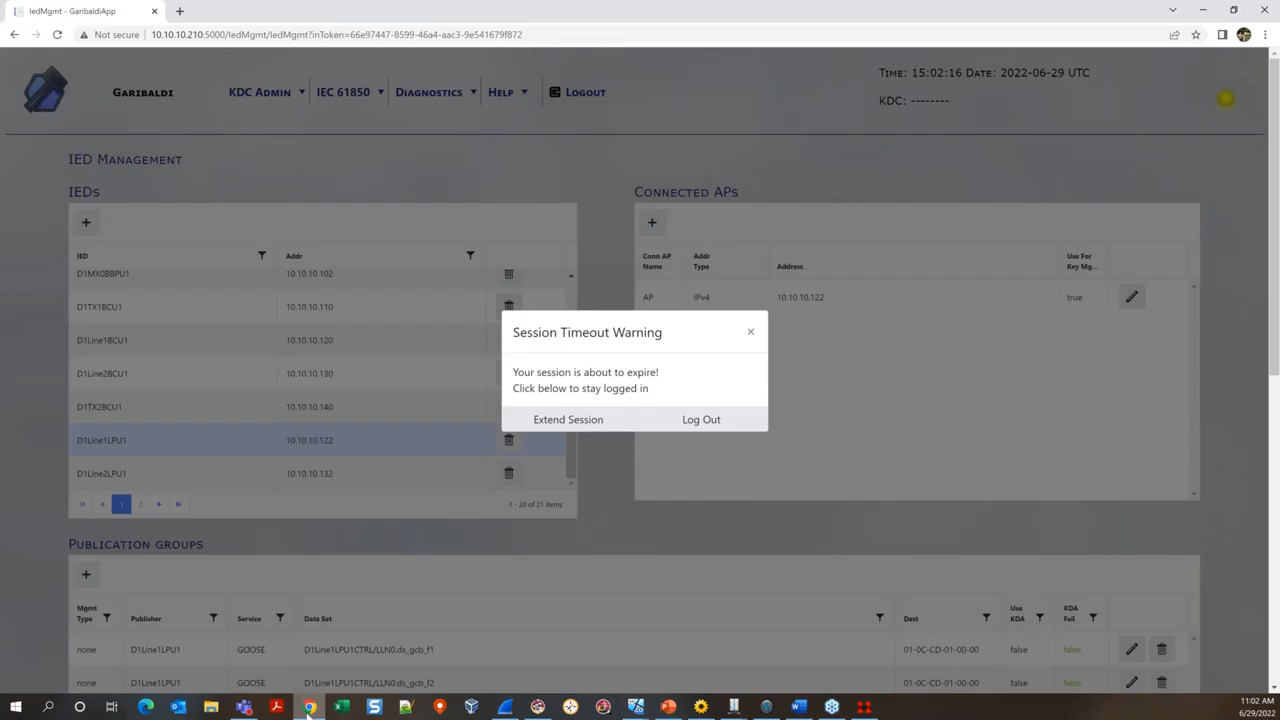 IedMgmt - GaribaldiApp
Not secure
10.10.10.210:5000/IedMgmt/IedMgmt?inToken=66e97447-8599-46a4-aac3-9e541679f872
Garibaldi
KDC Admin
IEC 61850
Diagnostics
Help
Logout
Time: 15:02:16 Date: 2022-06-29 UTC
KDC: --------
IED Management
IEDs
IED Addr
D1MX0BBPU1 10.10.10.102
D1TX1BCU1 10.10.10.110
D1Line1BCU1 10.10.10.120
D1Line2BCU1 10.10.10.130
D1TX2BCU1 10.10.10.140
D1Line1LPU1 10.10.10.122
D1Line2LPU1 10.10.10.132
1 2 1 - 20 of 21 items
Connected APs
Conn AP Name Addr Type Address Use For Key Mg...
AP IPv4 10.10.10.122 true
Session Timeout Warning ×
Your session is about to expire!
Click below to stay logged in
Extend Session Log Out
Publication groups
Mgmt Type Publisher Service Data Set Dest Use KDA KDA Fail
none D1Line1LPU1 GOOSE D1Line1LPU1CTRL/LLN0.ds_gcb_f1 01-0C-CD-01-00-00 false false
none D1Line1LPU1 GOOSE D1Line1LPU1CTRL/LLN0.ds_gcb_f2 01-0C-CD-01-00-00 false false
11:02 AM
6/29/2022